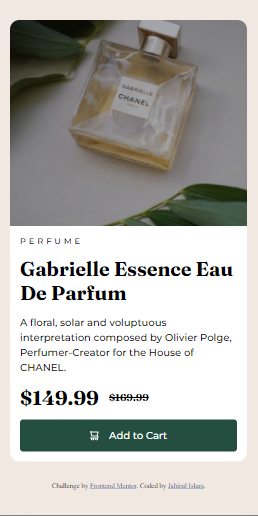 GABRIELLE
CHANEL
PERFUME
Gabrielle Essence Eau
De Parfum
A floral, solar and voluptuous
interpretation composed by Olivier Polge,
Perfumer-Creator for the House of
CHANEL.
$149.99 $169.99
Add to Cart
Challenge by Frontend Mentor. Coded by Jahirul Islam.